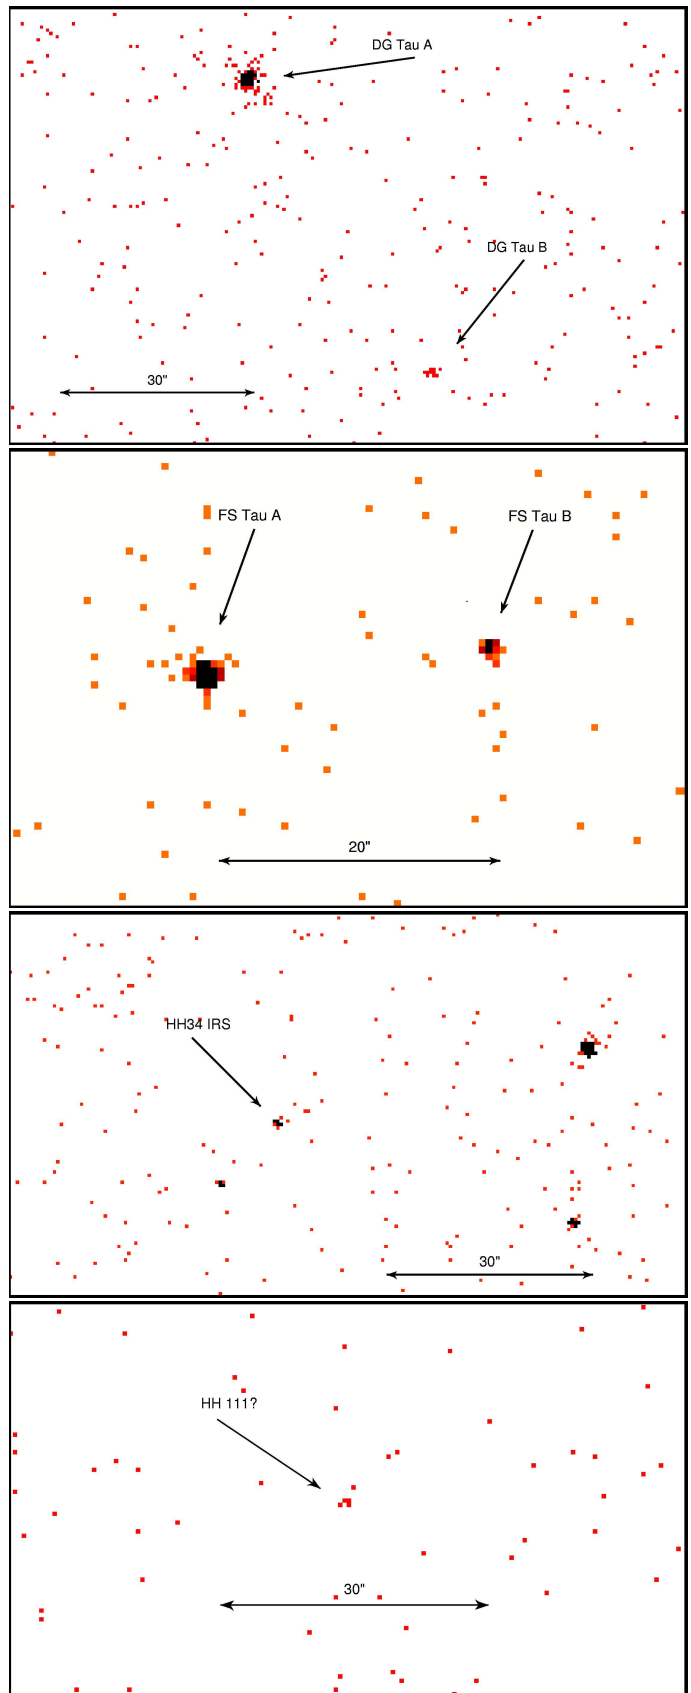 DG Tau A
DG Tau B
30"
FS Tau A
FS Tau B
20"
HH34 IRS
30"
HH 111?
30"